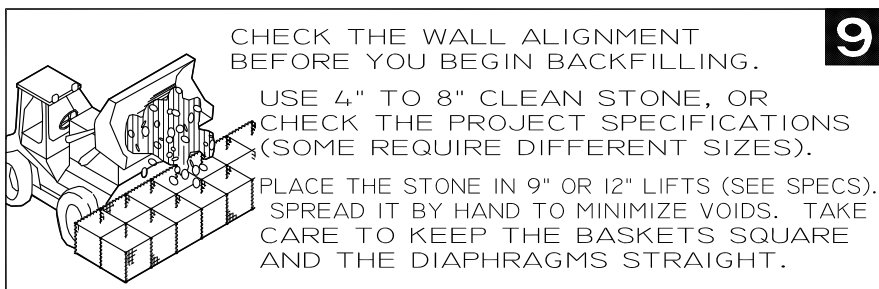 9
CHECK THE WALL ALIGNMENT
BEFORE YOU BEGIN BACKFILLING.
USE 4" TO 8" CLEAN STONE, OR
CHECK THE PROJECT SPECIFICATIONS
(SOME REQUIRE DIFFERENT SIZES).
PLACE THE STONE IN 9" OR 12" LIFTS (SEE SPECS).
SPREAD IT BY HAND TO MINIMIZE VOIDS. TAKE
CARE TO KEEP THE BASKETS SQUARE
AND THE DIAPHRAGMS STRAIGHT.